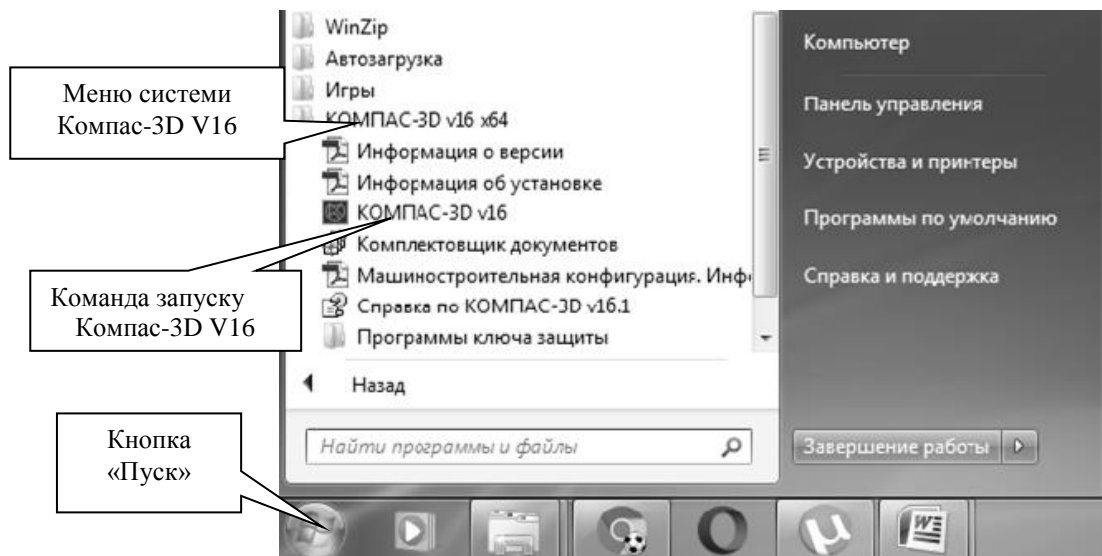 WinZip
Автозагрузка
Игры
КОМПАС-3D v16 x64
Информация о версии
Информация об установке
КОМПАС-3D v16
Комплектовщик документов
Машиностроительная конфигурация. Инф
Справка по КОМПАС-3D v16.1
Программы ключа защиты
Назад
Найти программы и файлы
Компьютер
Панель управления
Устройства и принтеры
Программы по умолчанию
Справка и поддержка
Завершение работы
Меню системи
Компас-3D V16
Команда запуску
Компас-3D V16
Кнопка
«Пуск»